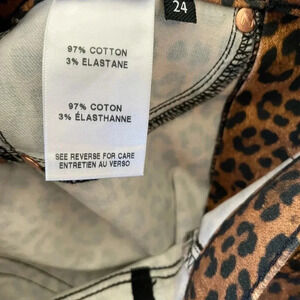 24
97% COTTON
3% ELASTANE
97% COTON
3% ÉLASTHANNE
SEE REVERSE FOR CARE
ENTRETIEN AU VERSO